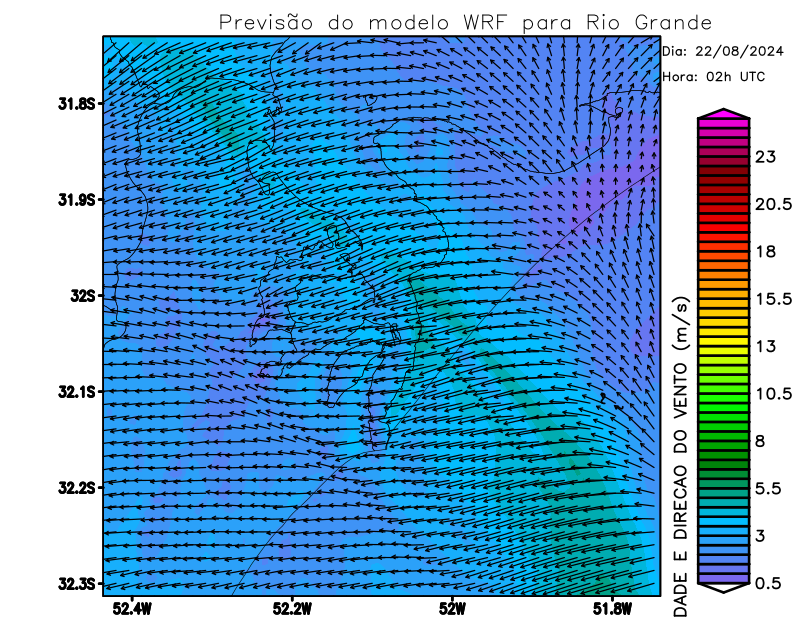 Previsão do modelo WRF para Rio Grande
Dia: 22/08/2024
Hora: 02h UTC
31.8S
31.9S
32S
32.1S
32.2S
32.3S
52.4W
52.2W
52W
51.8W
23
20.5
18
15.5
13
10.5
8
5.5
3
0.5
DADE E DIRECAO DO VENTO (m/s)